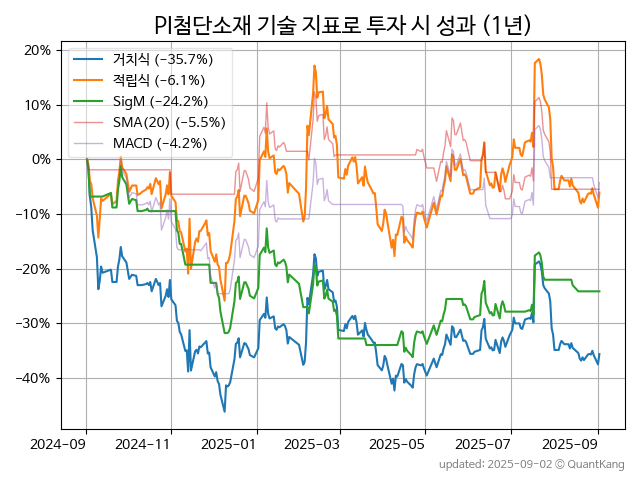 PI첨단소재 기술 지표로 투자 시 성과 (1년)
20%
10%
0%
−10%
−20%
−30%
−40%
거치식 (−35.7%)
적립식 (−6.1%)
SigM (−24.2%)
SMA(20) (−5.5%)
MACD (−4.2%)
2024−09 2024−11 2025−01 2025−03 2025−05 2025−07 2025−09
updated: 2025−09−02 © QuantKang